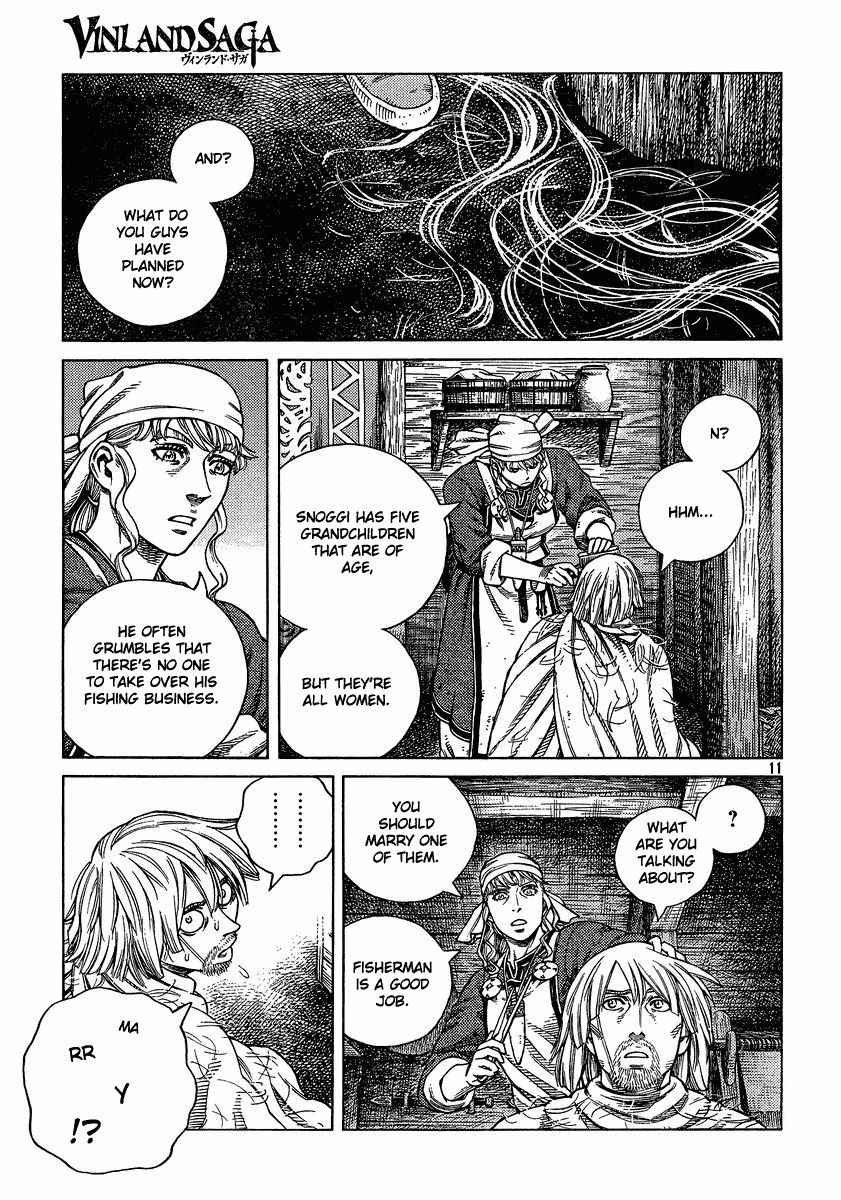 VINLAND SAGA
ヴィンランド・サガ
AND?
WHAT DO
YOU GUYS
HAVE
PLANNED
NOW?
N?
HHM...
SNOGGI HAS FIVE
GRANDCHILDREN
THAT ARE OF
AGE,
BUT THEY'RE
ALL WOMEN.
HE OFTEN
GRUMBLES THAT
THERE'S NO ONE
TO TAKE OVER HIS
FISHING BUSINESS.
11
?
WHAT
ARE YOU
TALKING
ABOUT?
YOU
SHOULD
MARRY ONE
OF THEM.
FISHERMAN
IS A GOOD
JOB.
......
......
MA
RR
Y
!?